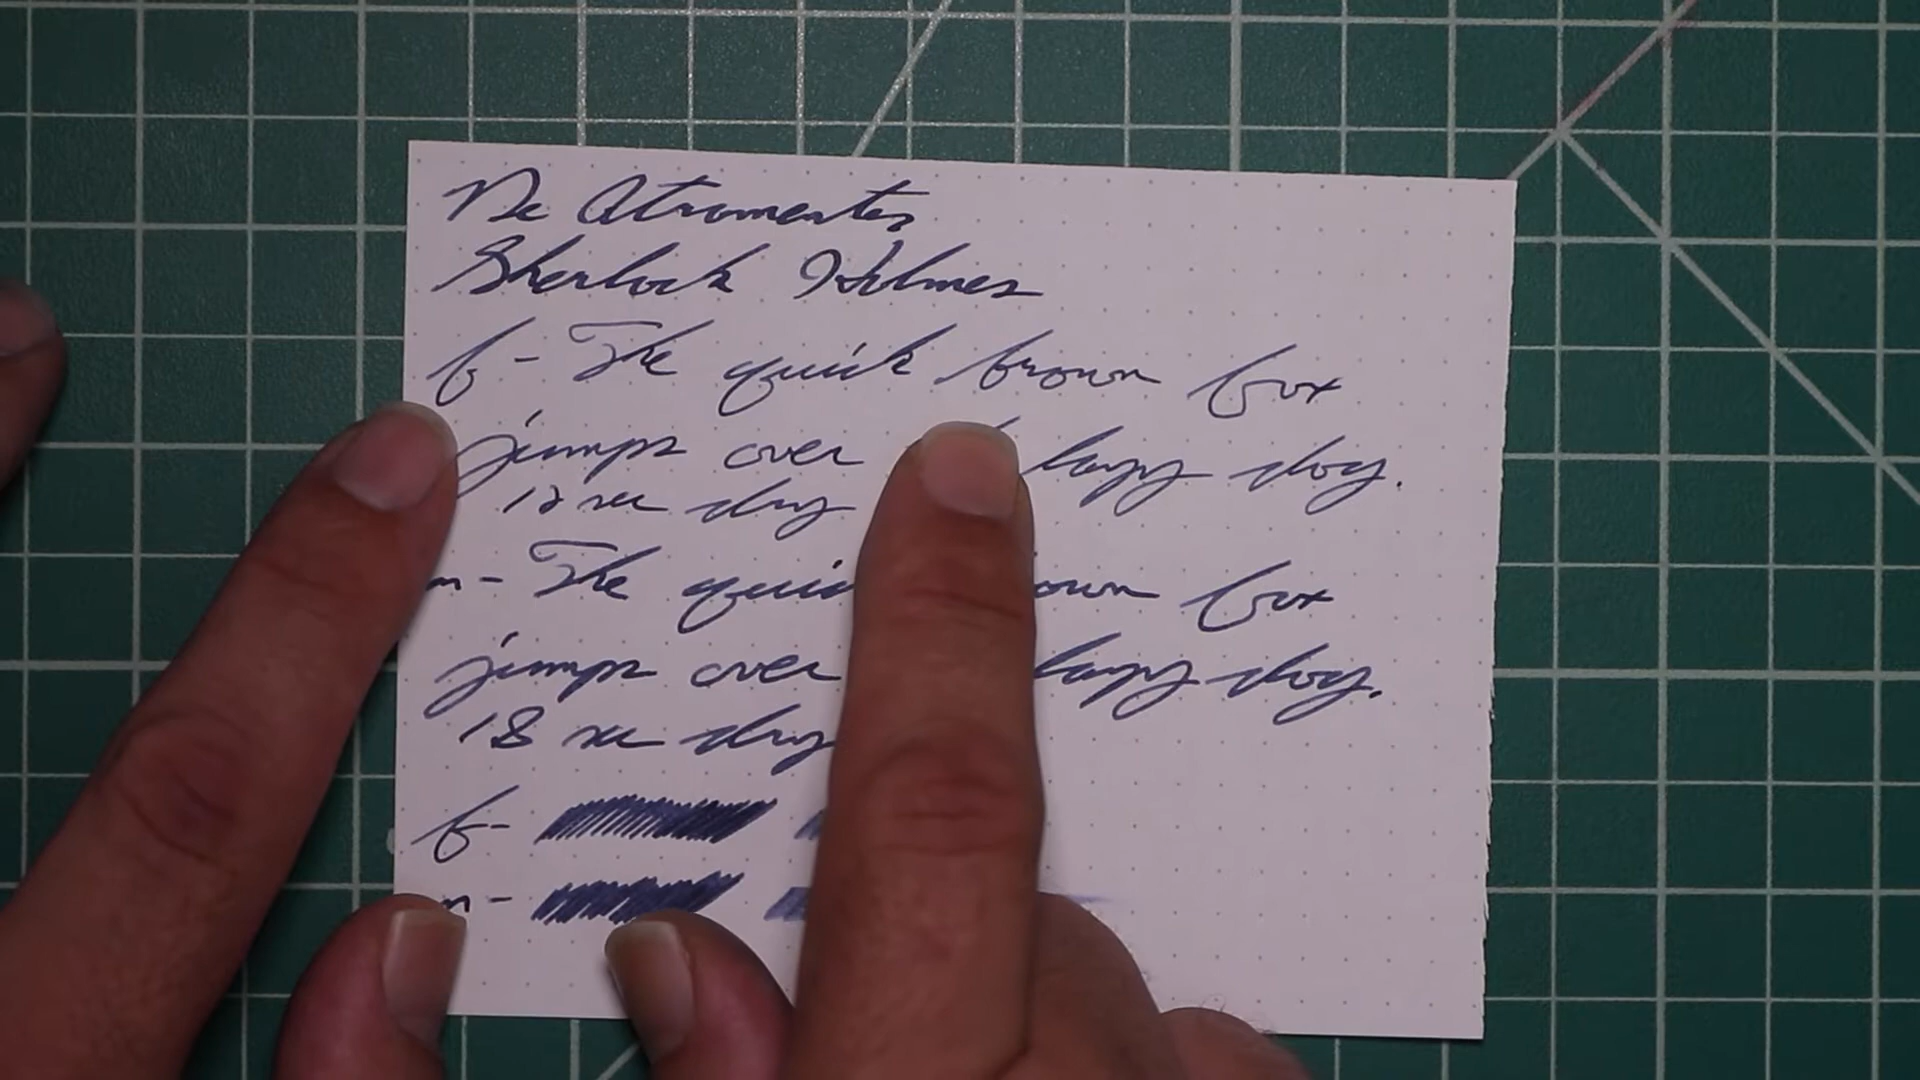 De Atramentis
Sherlock Holmes
f- The quick brown fox
jumps over lazy dog.
12 sec dry
m- The quick own fox
jumps over lazy dog.
18 sec dry
f-
m-